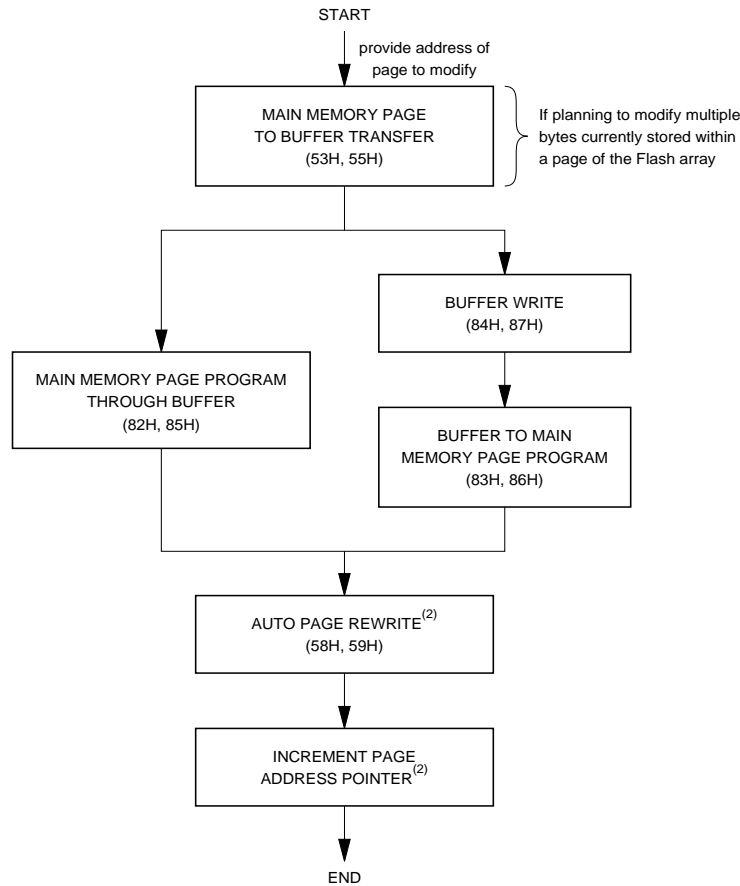 START
provide address of
page to modify
MAIN MEMORY PAGE
TO BUFFER TRANSFER
(53H, 55H)
If planning to modify multiple
bytes currently stored within
a page of the Flash array
BUFFER WRITE
(84H, 87H)
MAIN MEMORY PAGE PROGRAM
THROUGH BUFFER
(82H, 85H)
BUFFER TO MAIN
MEMORY PAGE PROGRAM
(83H, 86H)
AUTO PAGE REWRITE(2)
(58H, 59H)
INCREMENT PAGE
ADDRESS POINTER(2)
END